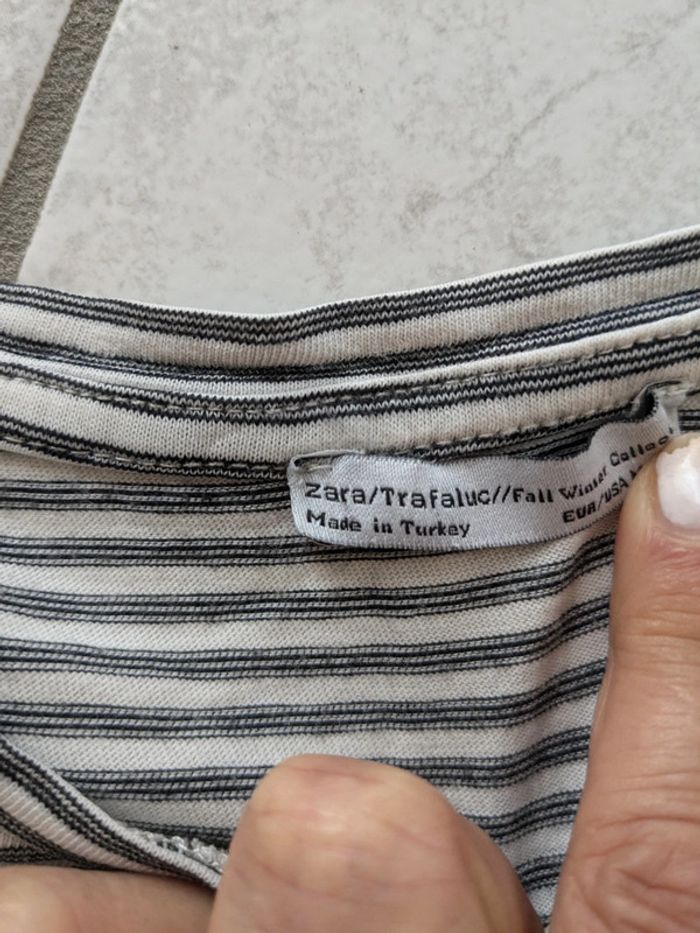 Zara/Trafaluc//Fall Winter
Made in Turkey EUR/USA